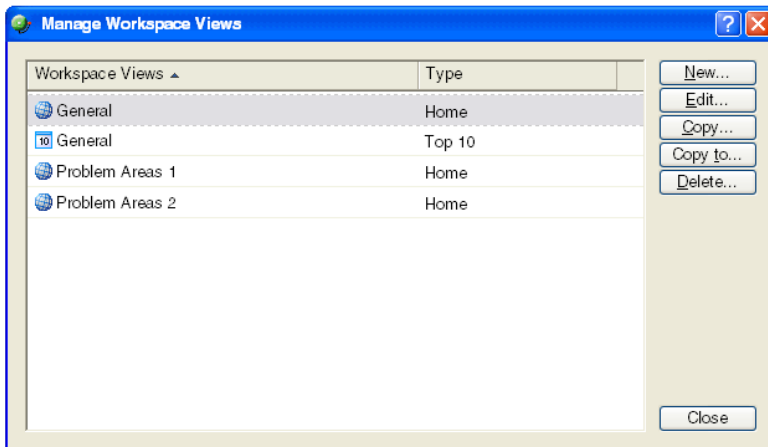 Manage Workspace Views
?
Workspace Views Type
New...
General Home
Edit...
10 General Top 10
Copy...
Copy to...
Problem Areas 1 Home
Delete...
Problem Areas 2 Home
Close